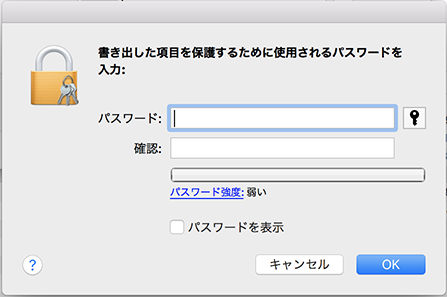 書き出した項目を保護するために使用されるパスワードを
入力:
パスワード:
確認:
パスワード強度: 弱い
パスワードを表示
? キャンセル OK